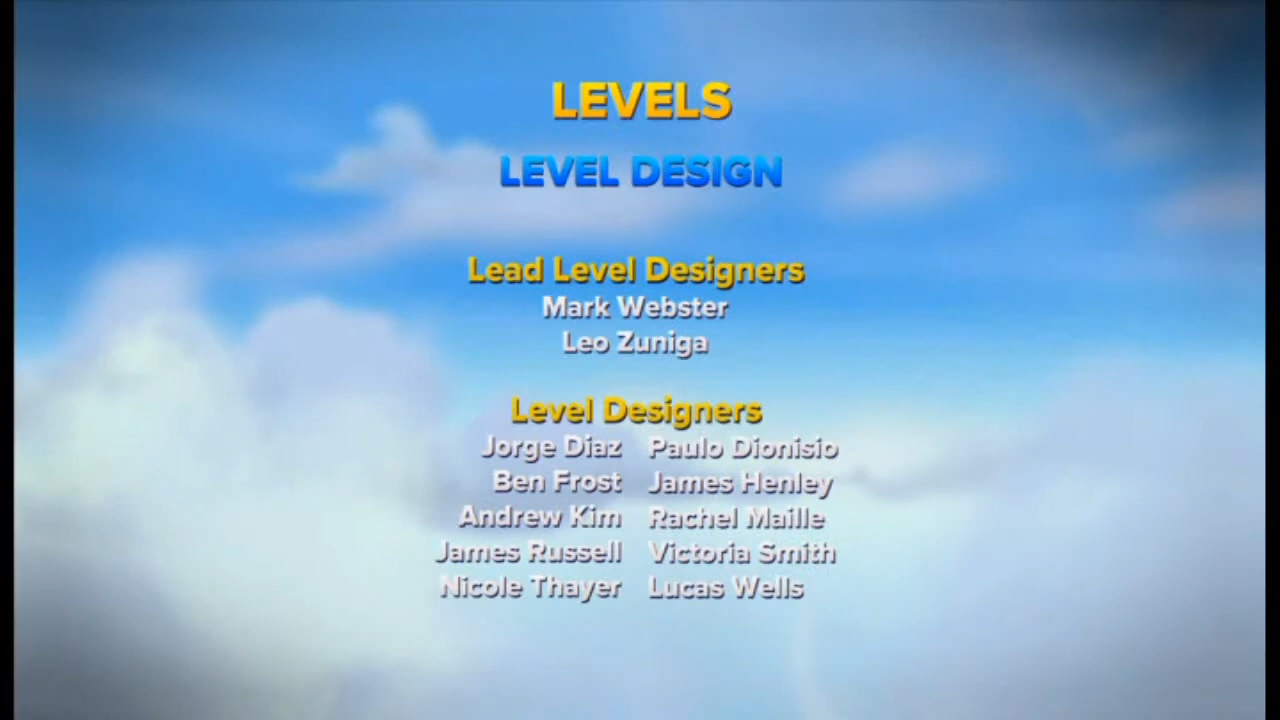 LEVELS
LEVEL DESIGN
Lead Level Designers
Mark Webster
Leo Zuniga
Level Designers
Jorge Diaz Paulo Dionisio
Ben Frost James Henley
Andrew Kim Rachel Maille
James Russell Victoria Smith
Nicole Thayer Lucas Wells